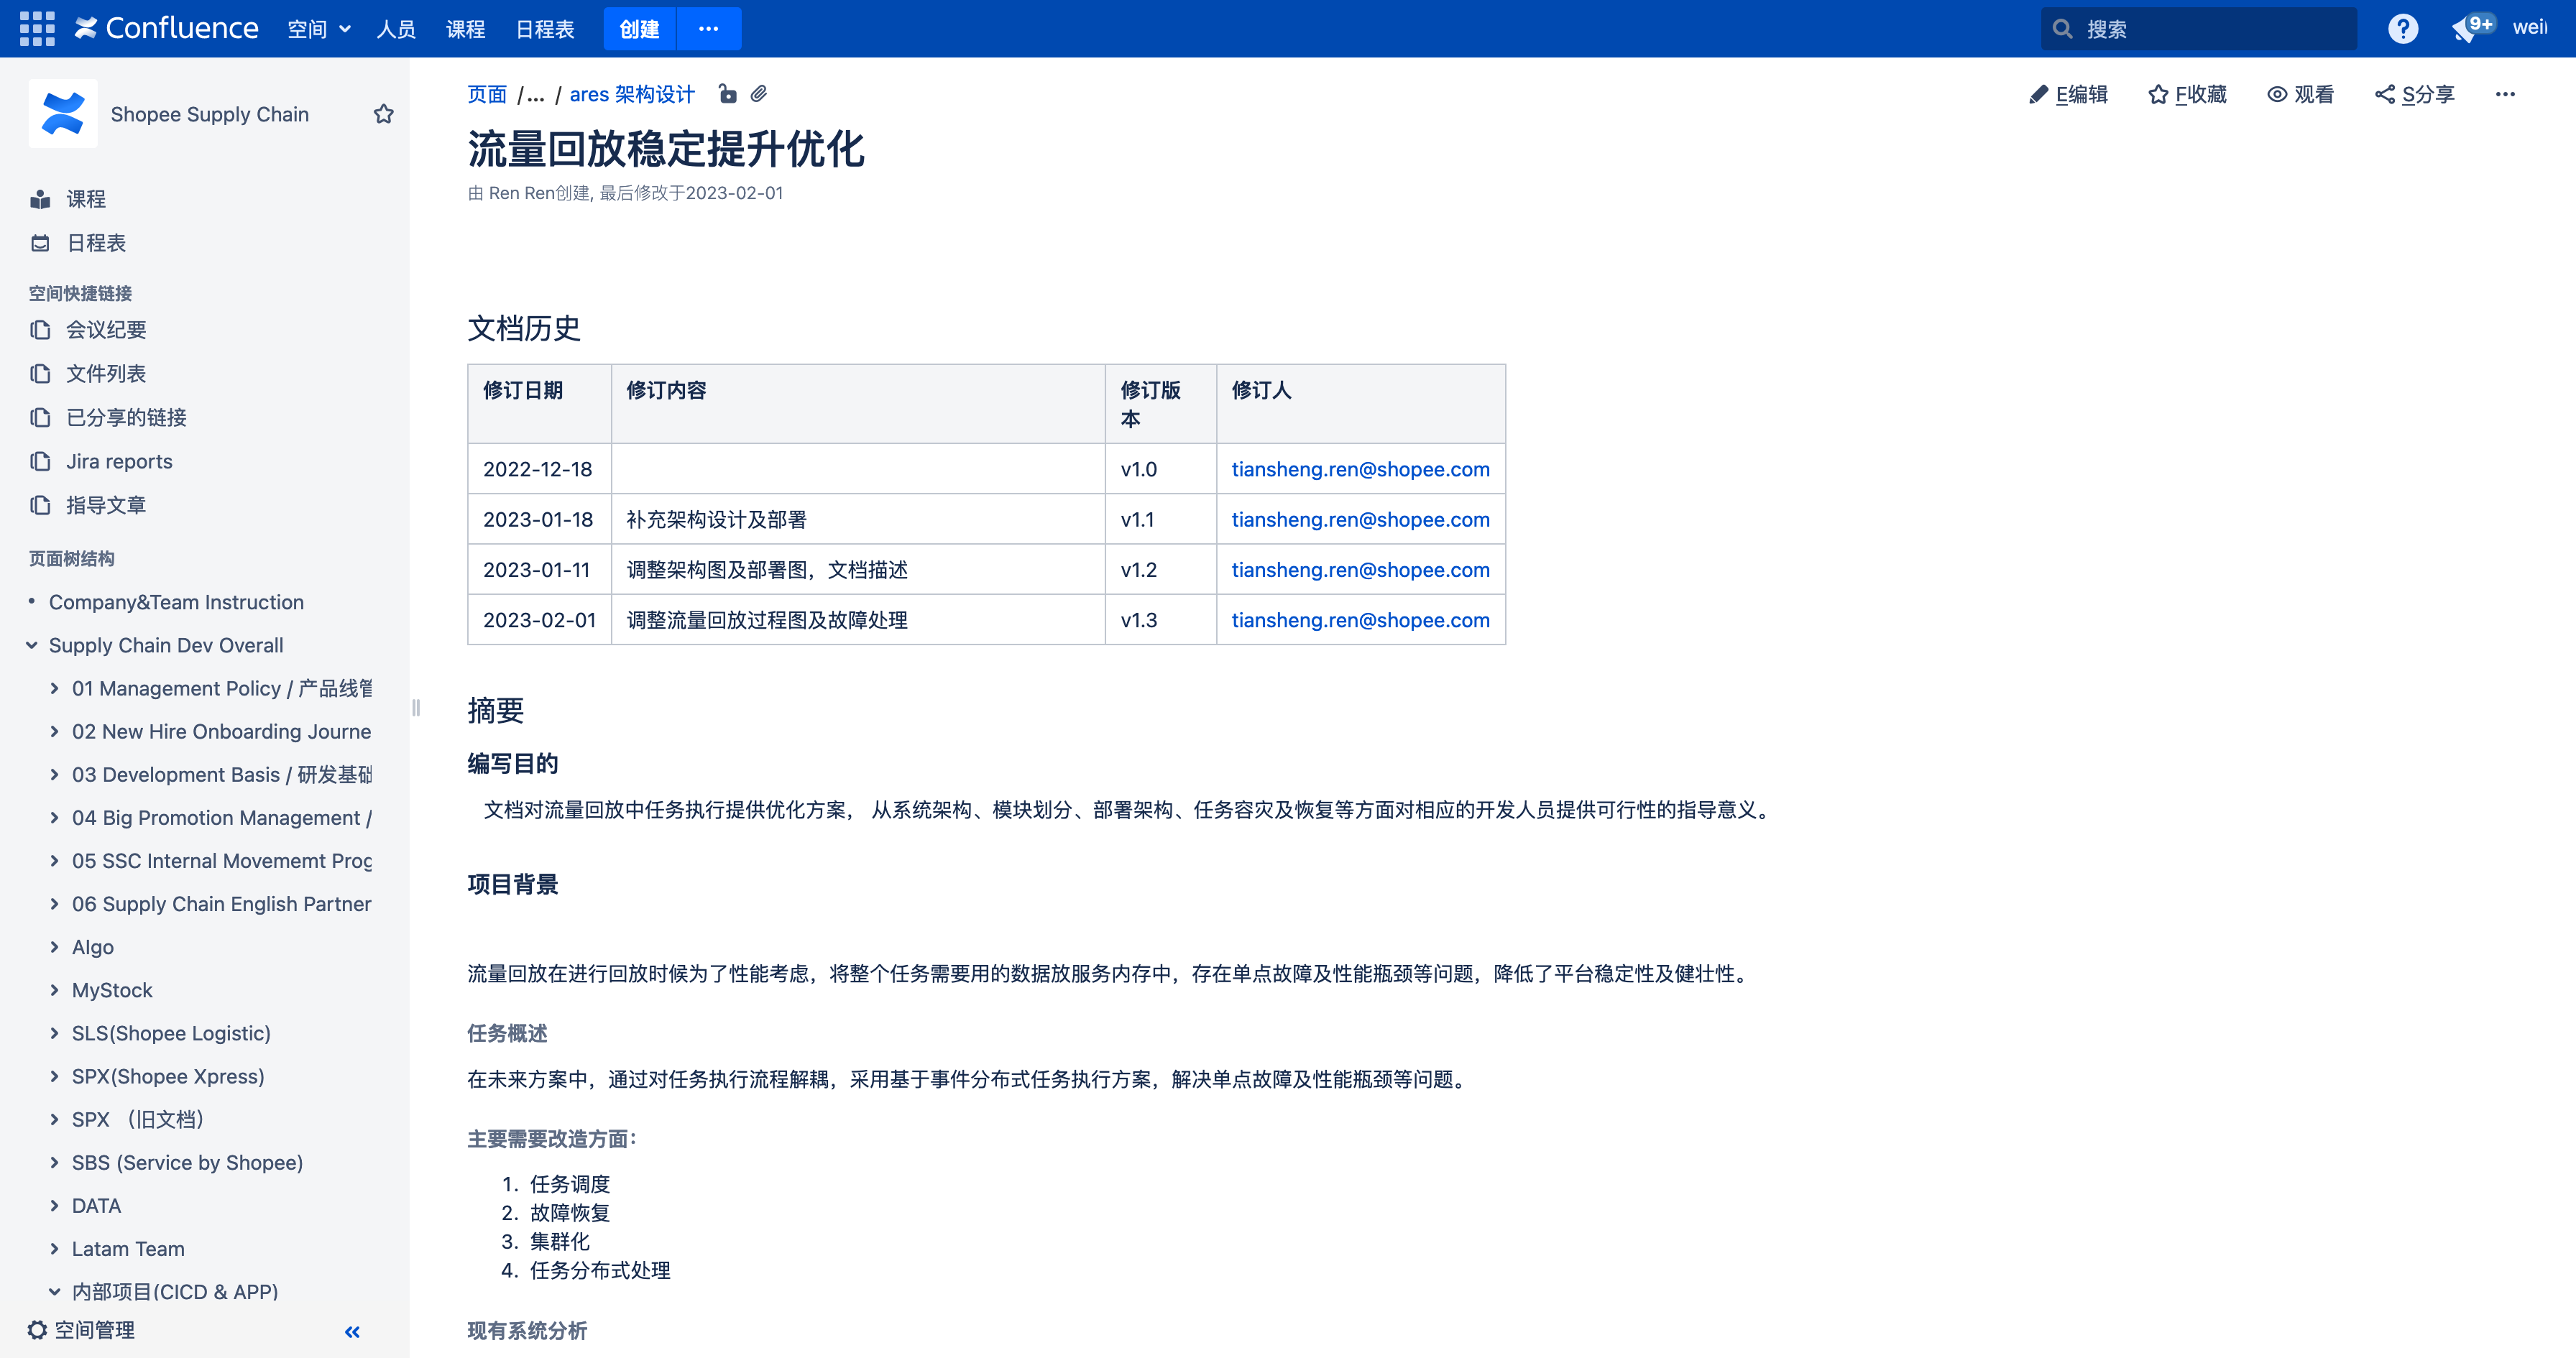 Confluence 空间 人员 课程 日程表 创建 ··· 搜索 9+ wei
Shopee Supply Chain
课程
日程表
空间快捷链接
会议纪要
文件列表
已分享的链接
Jira reports
指导文章
页面树结构
Company&Team Instruction
Supply Chain Dev Overall
01 Management Policy / 产品线管
02 New Hire Onboarding Journe
03 Development Basis / 研发基础
04 Big Promotion Management /
05 SSC Internal Movememt Prog
06 Supply Chain English Partner
Algo
MyStock
SLS(Shopee Logistic)
SPX(Shopee Xpress)
SPX （旧文档）
SBS (Service by Shopee)
DATA
Latam Team
内部项目(CICD & APP)
空间管理
页面 /... / ares 架构设计
E编辑 F收藏 观看 S分享 ···
流量回放稳定提升优化
由 Ren Ren创建, 最后修改于2023-02-01
文档历史
修订日期 修订内容 修订版本 修订人
2022-12-18 v1.0 tiansheng.ren@shopee.com
2023-01-18 补充架构设计及部署 v1.1 tiansheng.ren@shopee.com
2023-01-11 调整架构图及部署图，文档描述 v1.2 tiansheng.ren@shopee.com
2023-02-01 调整流量回放过程图及故障处理 v1.3 tiansheng.ren@shopee.com
摘要
编写目的
文档对流量回放中任务执行提供优化方案， 从系统架构、模块划分、部署架构、任务容灾及恢复等方面对相应的开发人员提供可行性的指导意义。
项目背景
流量回放在进行回放时候为了性能考虑，将整个任务需要用的数据放服务内存中，存在单点故障及性能瓶颈等问题，降低了平台稳定性及健壮性。
任务概述
在未来方案中，通过对任务执行流程解耦，采用基于事件分布式任务执行方案，解决单点故障及性能瓶颈等问题。
主要需要改造方面：
1. 任务调度
2. 故障恢复
3. 集群化
4. 任务分布式处理
现有系统分析